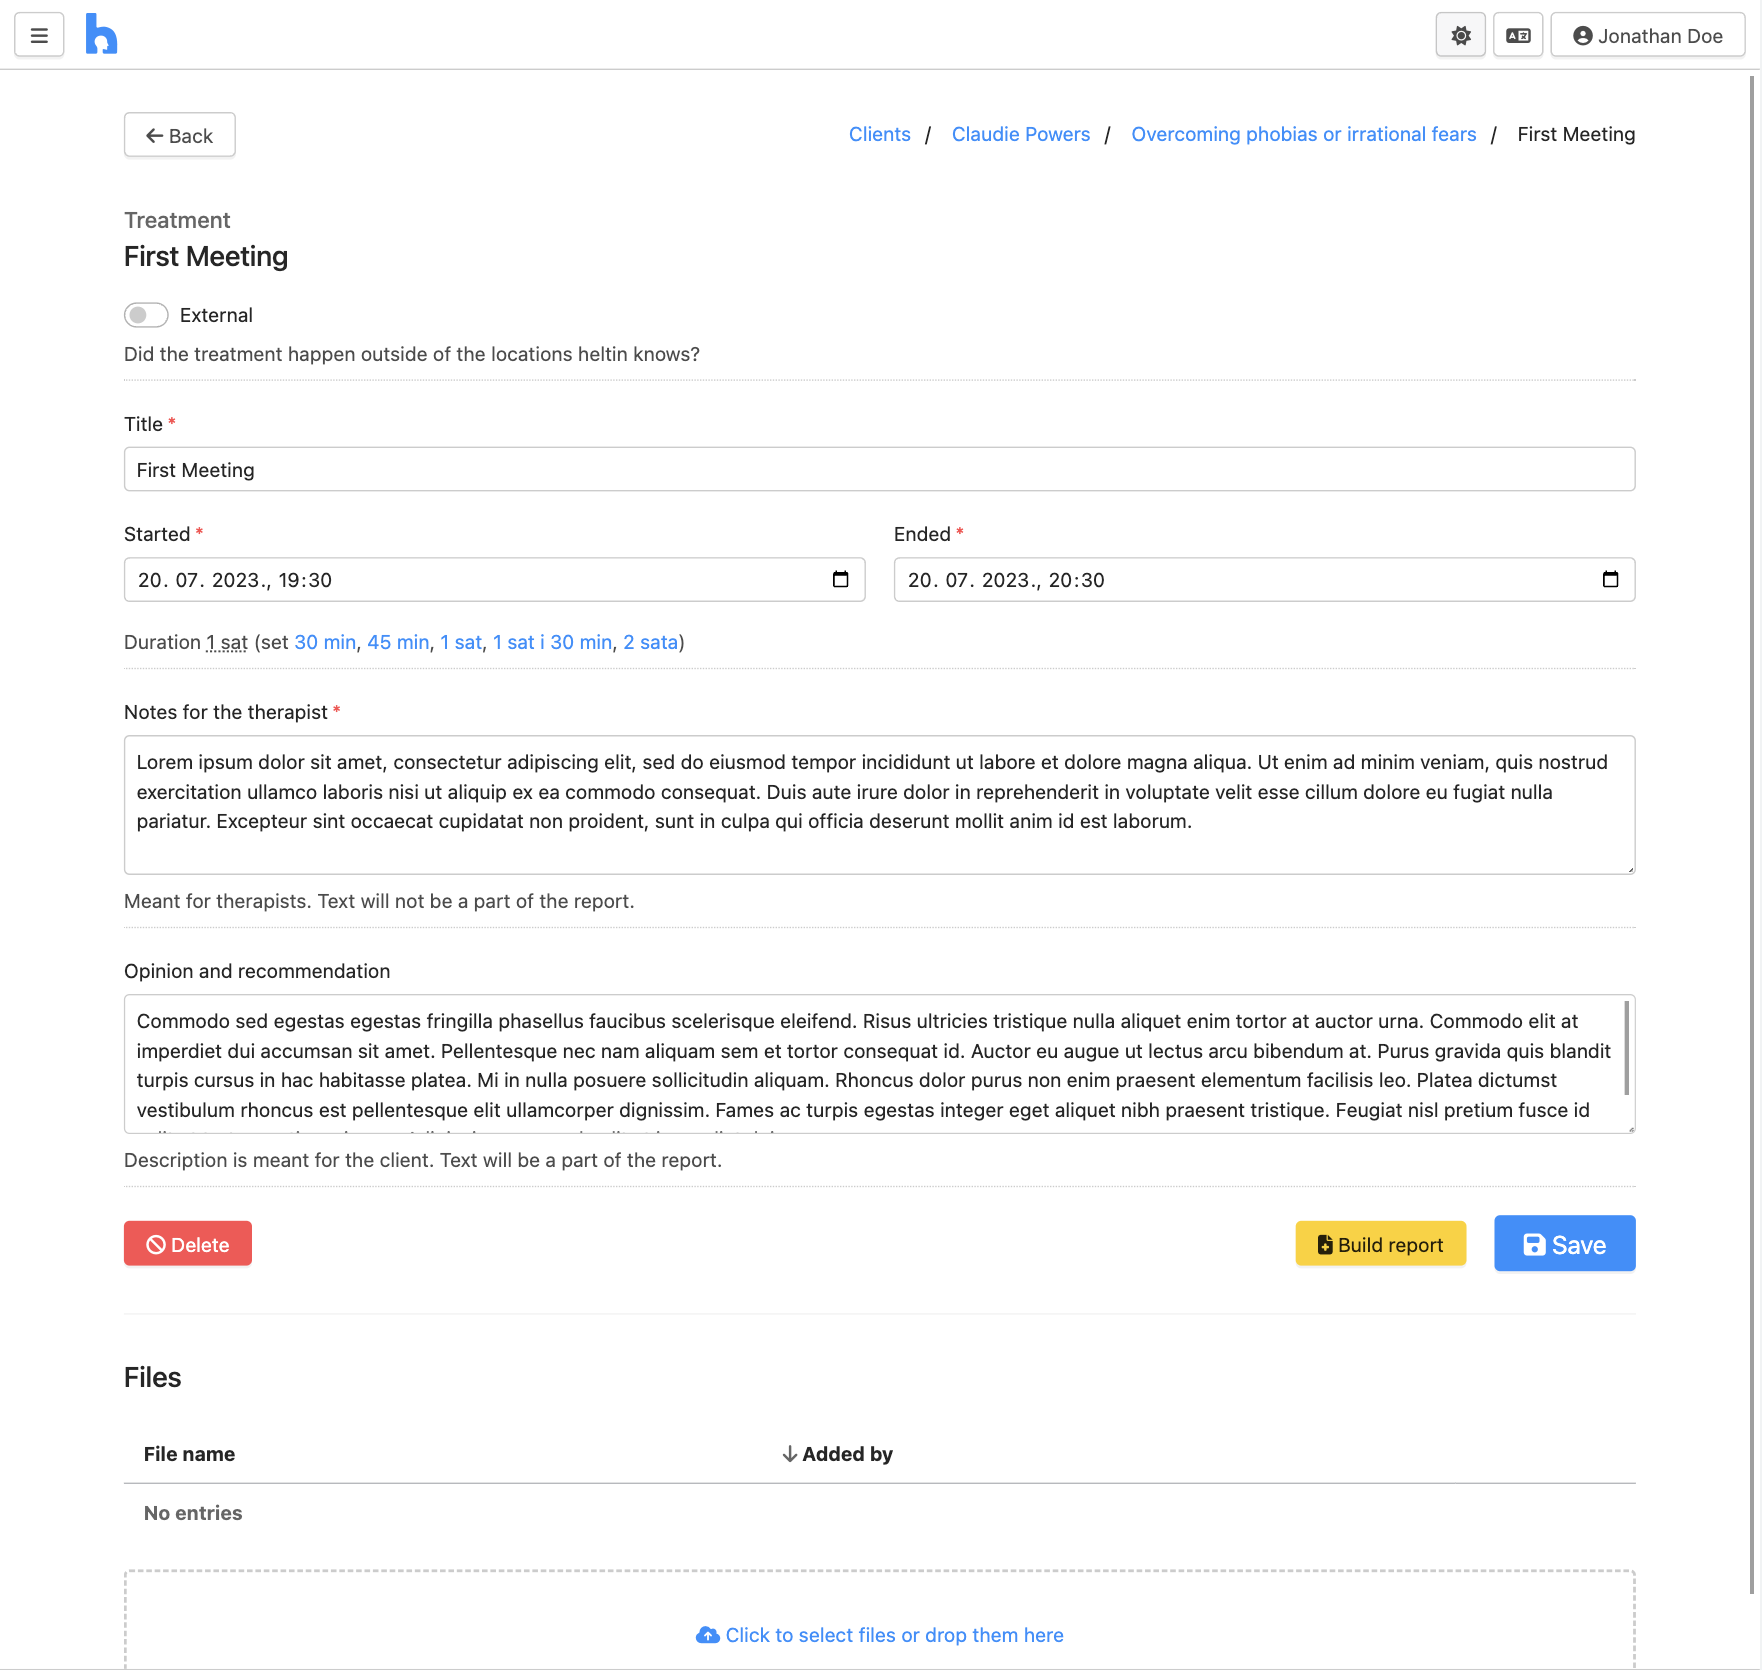 Jonathan Doe
Back
Clients / Claudie Powers / Overcoming phobias or irrational fears / First Meeting
Treatment
First Meeting
External
Did the treatment happen outside of the locations heltin knows?
Title *
First Meeting
Started *
Ended *
20. 07. 2023., 19:30
20. 07. 2023., 20:30
Duration 1 sat (set 30 min, 45 min, 1 sat, 1 sat i 30 min, 2 sata)
Notes for the therapist *
Lorem ipsum dolor sit amet, consectetur adipiscing elit, sed do eiusmod tempor incididunt ut labore et dolore magna aliqua. Ut enim ad minim veniam, quis nostrud
exercitation ullamco laboris nisi ut aliquip ex ea commodo consequat. Duis aute irure dolor in reprehenderit in voluptate velit esse cillum dolore eu fugiat nulla
pariatur. Excepteur sint occaecat cupidatat non proident, sunt in culpa qui officia deserunt mollit anim id est laborum.
Meant for therapists. Text will not be a part of the report.
Opinion and recommendation
Commodo sed egestas egestas fringilla phasellus faucibus scelerisque eleifend. Risus ultricies tristique nulla aliquet enim tortor at auctor urna. Commodo elit at
imperdiet dui accumsan sit amet. Pellentesque nec nam aliquam sem et tortor consequat id. Auctor eu augue ut lectus arcu bibendum at. Purus gravida quis blandit
turpis cursus in hac habitasse platea. Mi in nulla posuere sollicitudin aliquam. Rhoncus dolor purus non enim praesent elementum facilisis leo. Platea dictumst
vestibulum rhoncus est pellentesque elit ullamcorper dignissim. Fames ac turpis egestas integer eget aliquet nibh praesent tristique. Feugiat nisl pretium fusce id
Description is meant for the client. Text will be a part of the report.
Delete
Build report
Save
Files
File name
Added by
No entries
Click to select files or drop them here